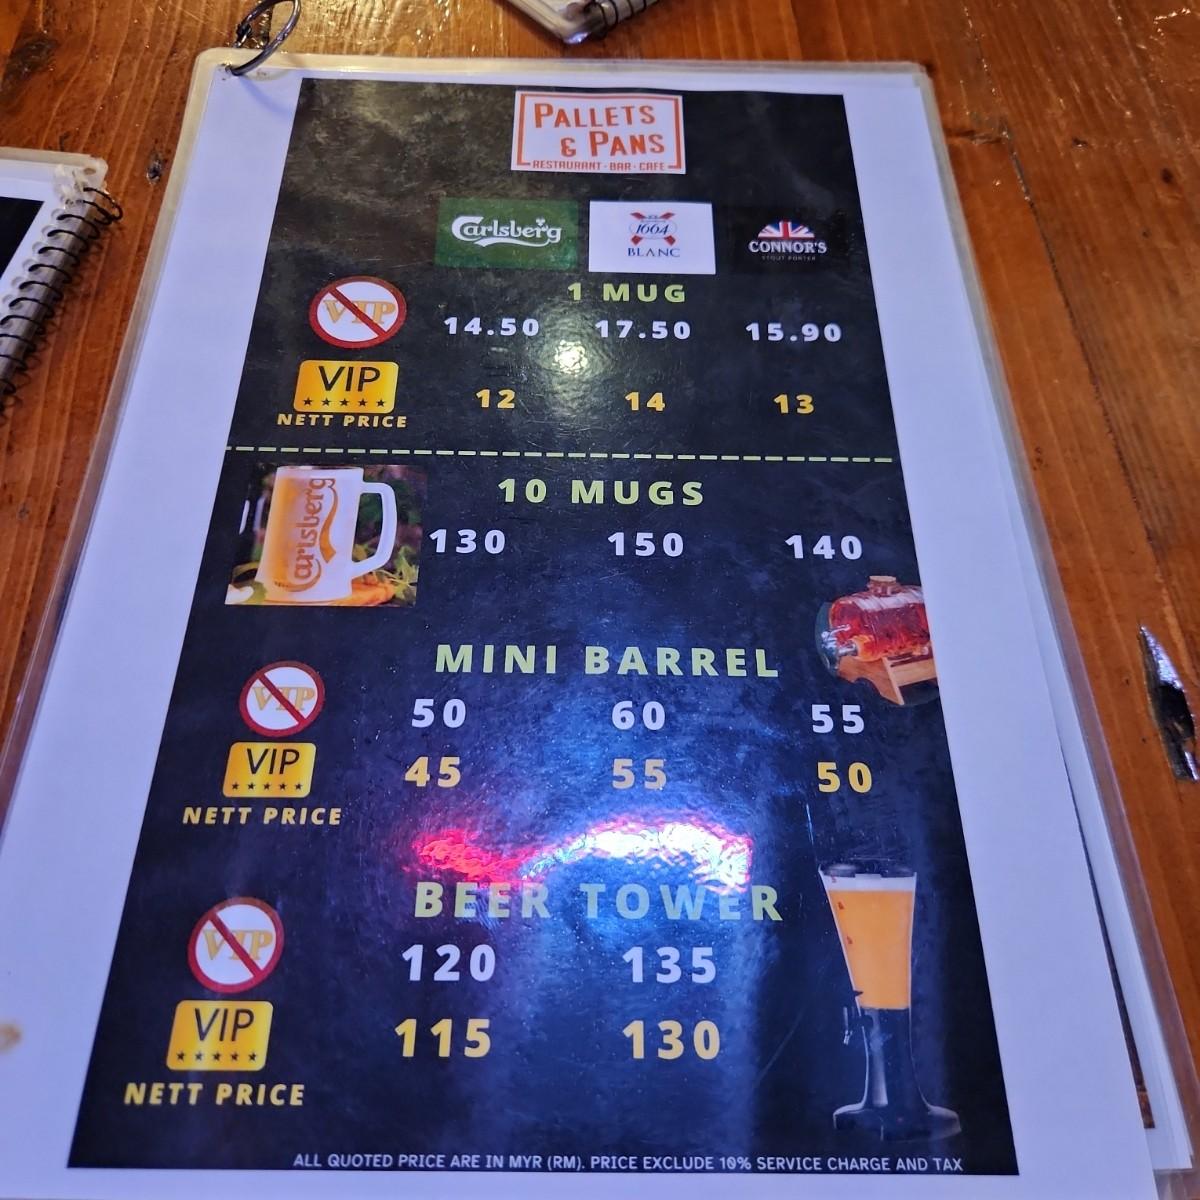 PALLETS
& PANS
RESTAURANT · BAR · CAFE
Carlsberg
1664
BLANC
CONNOR'S
STOUT PORTER
1 MUG
VIP
14.50 17.50 15.90
VIP
12 14 13
NETT PRICE
10 MUGS
Carlsberg
130 150 140
MINI BARREL
VIP
50 60 55
VIP
45 55 50
NETT PRICE
BEER TOWER
VIP
120 135
VIP
115 130
NETT PRICE
ALL QUOTED PRICE ARE IN MYR (RM). PRICE EXCLUDE 10% SERVICE CHARGE AND TAX